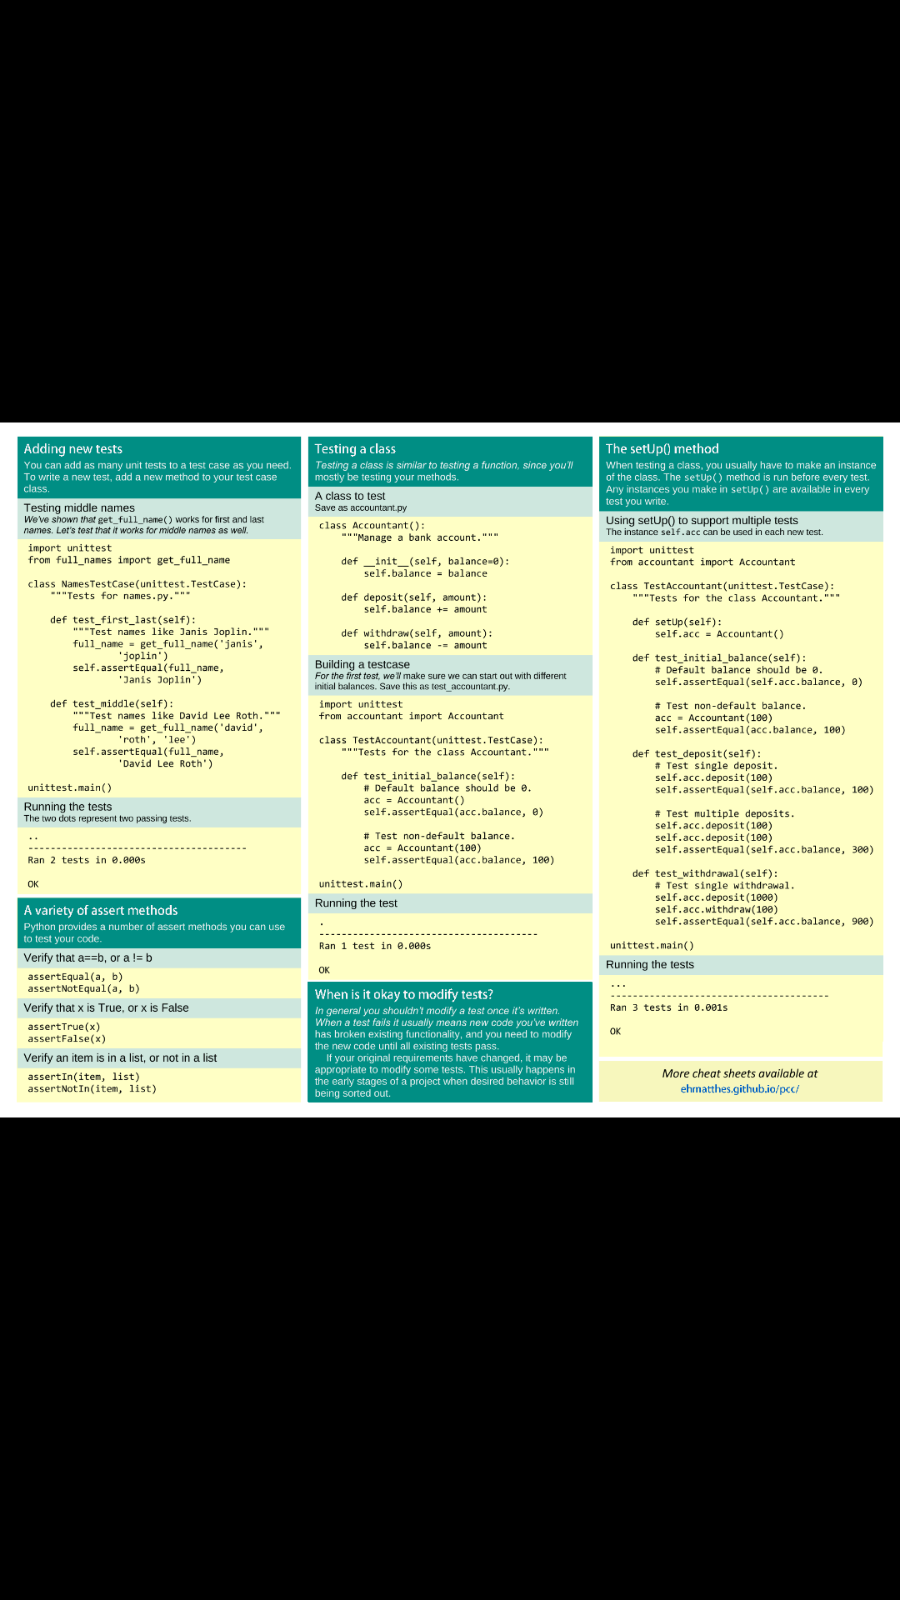 Adding new tests
You can add as many unit tests to a test case as you need.
To write a new test, add a new method to your test case
class.
Testing middle names
We've shown that get_full_name() works for first and last
names. Let's test that it works for middle names as well.
import unittest
from full_names import get_full_name
class NamesTestCase(unittest.TestCase):
"""Tests for names.py."""
def test_first_last(self):
"""Test names like Janis Joplin."""
full_name = get_full_name('janis',
'joplin')
self.assertEqual(full_name,
'Janis Joplin')
def test_middle(self):
"""Test names like David Lee Roth."""
full_name = get_full_name('david',
'roth', 'lee')
self.assertEqual(full_name,
'David Lee Roth')
unittest.main()
Running the tests
The two dots represent two passing tests.
..
---------------------------------------
Ran 2 tests in 0.000s
OK
A variety of assert methods
Python provides a number of assert methods you can use
to test your code.
Verify that a==b, or a != b
assertEqual(a, b)
assertNotEqual(a, b)
Verify that x is True, or x is False
assertTrue(x)
assertFalse(x)
Verify an item is in a list, or not in a list
assertIn(item, list)
assertNotIn(item, list)
Testing a class
Testing a class is similar to testing a function, since you'll
mostly be testing your methods.
A class to test
Save as accountant.py
class Accountant():
"""Manage a bank account."""
def __init__(self, balance=0):
self.balance = balance
def deposit(self, amount):
self.balance += amount
def withdraw(self, amount):
self.balance -= amount
Building a testcase
For the first test, we'll make sure we can start out with different
initial balances. Save this as test_accountant.py.
import unittest
from accountant import Accountant
class TestAccountant(unittest.TestCase):
"""Tests for the class Accountant."""
def test_initial_balance(self):
# Default balance should be 0.
acc = Accountant()
self.assertEqual(acc.balance, 0)
# Test non-default balance.
acc = Accountant(100)
self.assertEqual(acc.balance, 100)
unittest.main()
Running the test
.
---------------------------------------
Ran 1 test in 0.000s
OK
When is it okay to modify tests?
In general you shouldn't modify a test once it's written.
When a test fails it usually means new code you've written
has broken existing functionality, and you need to modify
the new code until all existing tests pass.
If your original requirements have changed, it may be
appropriate to modify some tests. This usually happens in
the early stages of a project when desired behavior is still
being sorted out.
The setUp() method
When testing a class, you usually have to make an instance
of the class. The setUp() method is run before every test.
Any instances you make in setUp() are available in every
test you write.
Using setUp() to support multiple tests
The instance self.acc can be used in each new test.
import unittest
from accountant import Accountant
class TestAccountant(unittest.TestCase):
"""Tests for the class Accountant."""
def setUp(self):
self.acc = Accountant()
def test_initial_balance(self):
# Default balance should be 0.
self.assertEqual(self.acc.balance, 0)
# Test non-default balance.
acc = Accountant(100)
self.assertEqual(acc.balance, 100)
def test_deposit(self):
# Test single deposit.
self.acc.deposit(100)
self.assertEqual(self.acc.balance, 100)
# Test multiple deposits.
self.acc.deposit(100)
self.acc.deposit(100)
self.assertEqual(self.acc.balance, 300)
def test_withdrawal(self):
# Test single withdrawal.
self.acc.deposit(1000)
self.acc.withdraw(100)
self.assertEqual(self.acc.balance, 900)
unittest.main()
Running the tests
...
---------------------------------------
Ran 3 tests in 0.001s
OK
More cheat sheets available at
ehmatthes.github.io/pcc/